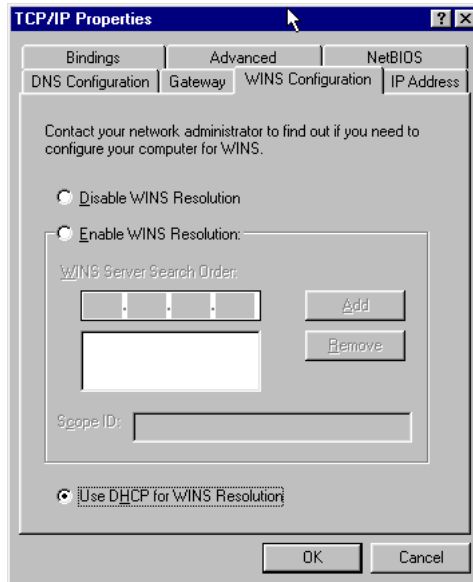 TCP/IP Properties
Bindings Advanced NetBIOS
DNS Configuration Gateway WINS Configuration IP Address
Contact your network administrator to find out if you need to
configure your computer for WINS.
Disable WINS Resolution
Enable WINS Resolution:
WINS Server Search Order:
. . .
Add
Remove
Scope ID:
Use DHCP for WINS Resolution
OK Cancel